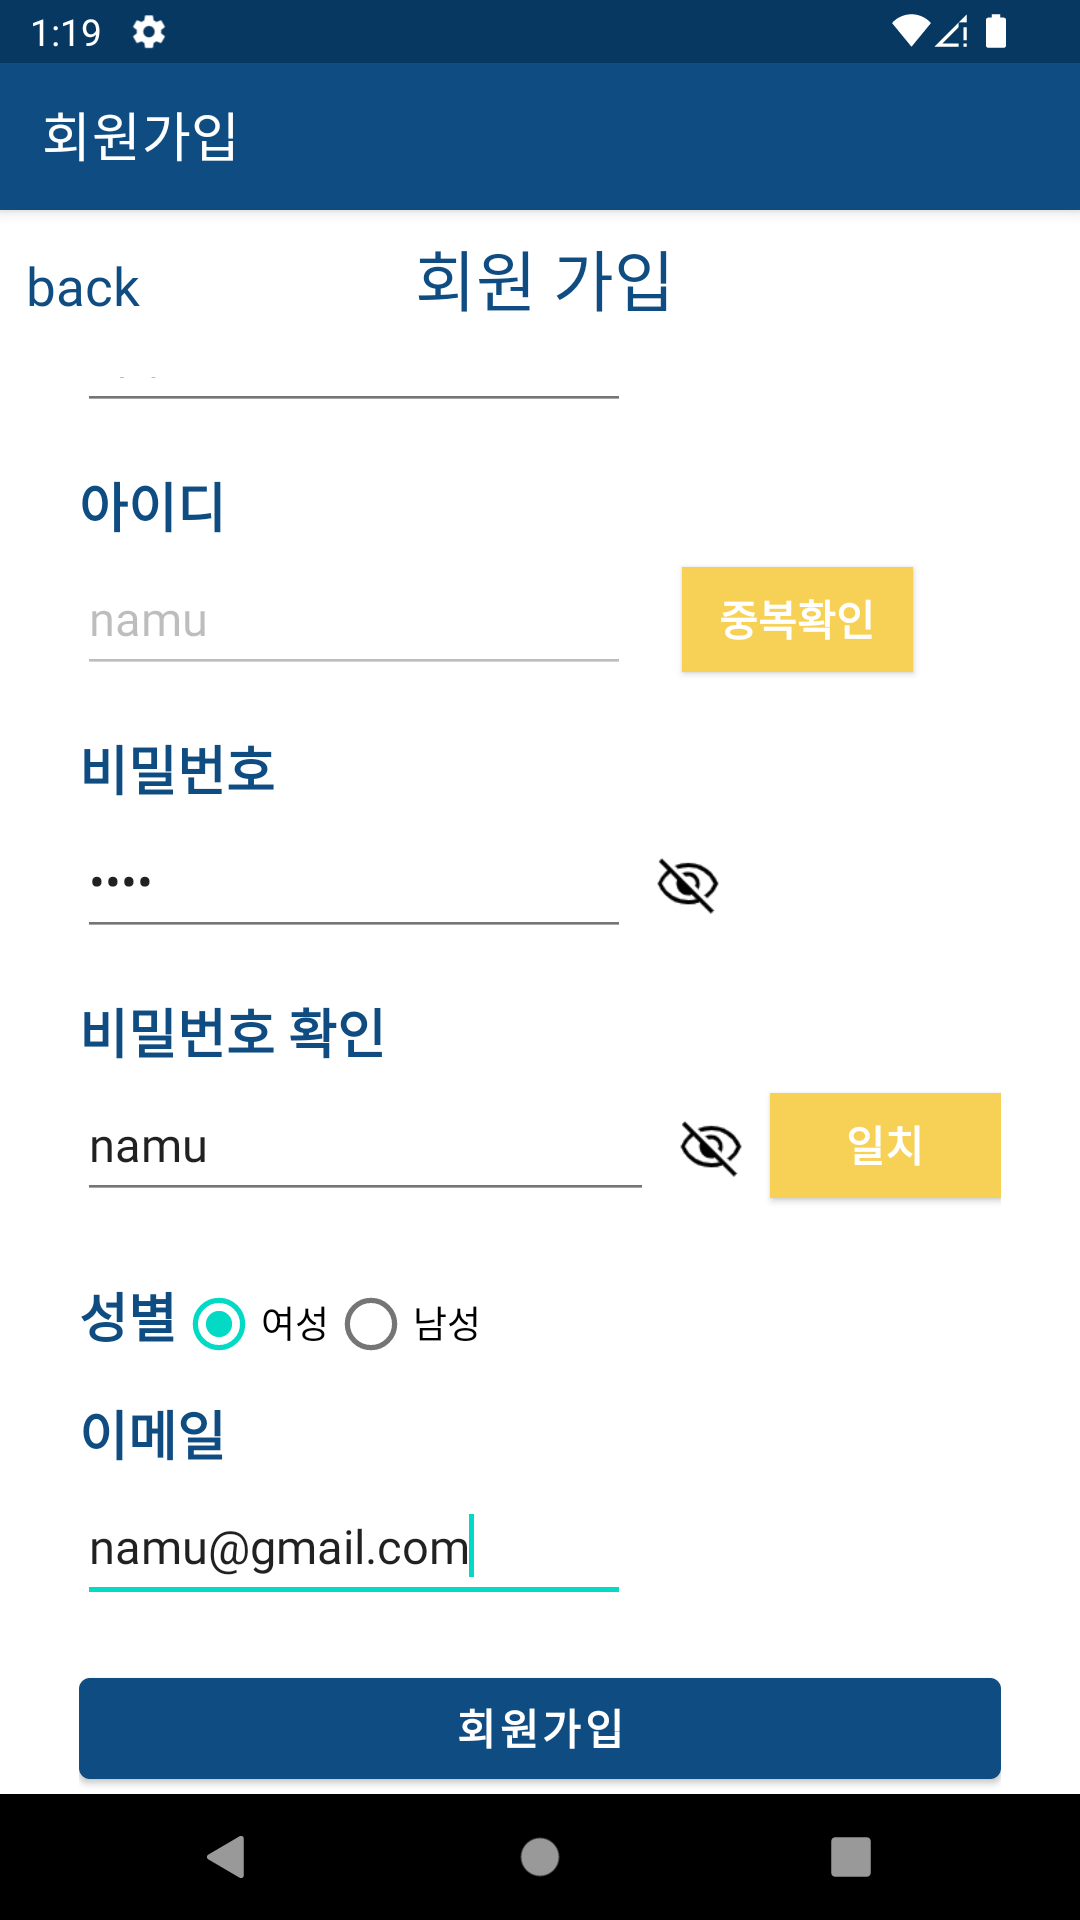 1:19
회원가입
back 회원 가입
아이디
namu 중복확인
비밀번호
••••
비밀번호 확인
namu 일치
성별 여성 남성
이메일
namu@gmail.com
회원가입